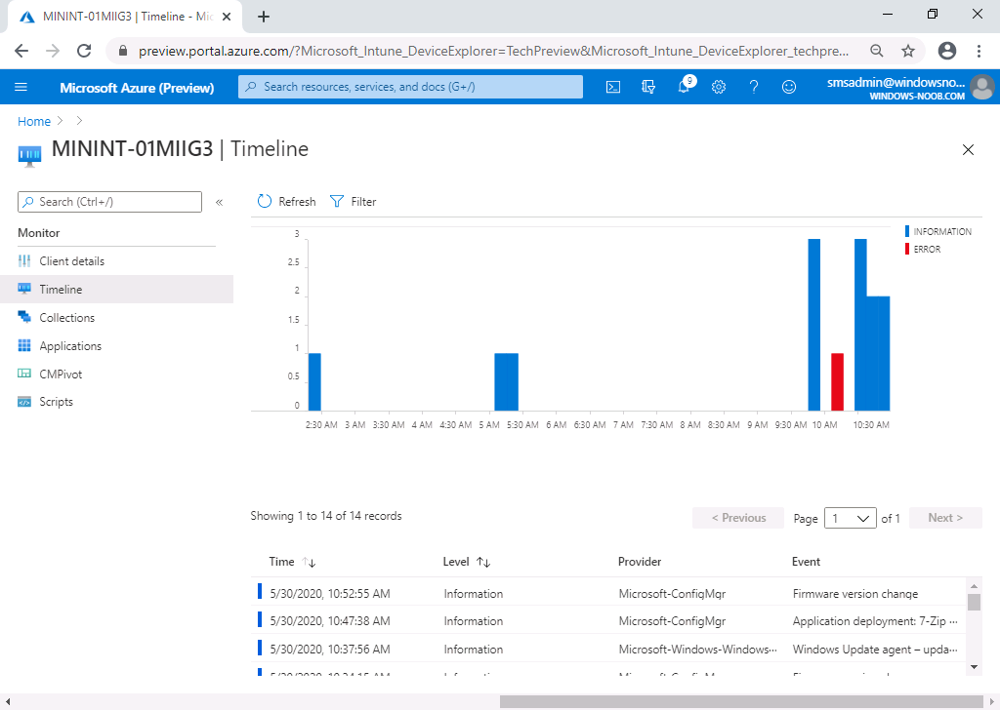 MININT-01MIIG3 | Timeline - Mic
preview.portal.azure.com/?Microsoft_Intune_DeviceExplorer=TechPreview&Microsoft_Intune_DeviceExplorer_techpre...
Microsoft Azure (Preview)
Search resources, services, and docs (G+/)
9
smsadmin@windowsno...
WINDOWS-NOOB.COM
Home
MININT-01MIIG3 | Timeline
Search (Ctrl+/)
«
Refresh
Filter
Monitor
Client details
Timeline
Collections
Applications
CMPivot
Scripts
3
2.5
2
1.5
1
0.5
0
2:30 AM 3 AM 3:30 AM 4 AM 4:30 AM 5 AM 5:30 AM 6 AM 6:30 AM 7 AM 7:30 AM 8 AM 8:30 AM 9 AM 9:30 AM 10 AM 10:30 AM
INFORMATION
ERROR
Showing 1 to 14 of 14 records
< Previous Page 1 of 1 Next >
Time Level Provider Event
5/30/2020, 10:52:55 AM Information Microsoft-ConfigMgr Firmware version change
5/30/2020, 10:47:38 AM Information Microsoft-ConfigMgr Application deployment: 7-Zip ...
5/30/2020, 10:37:56 AM Information Microsoft-Windows-Windows... Windows Update agent – upda...